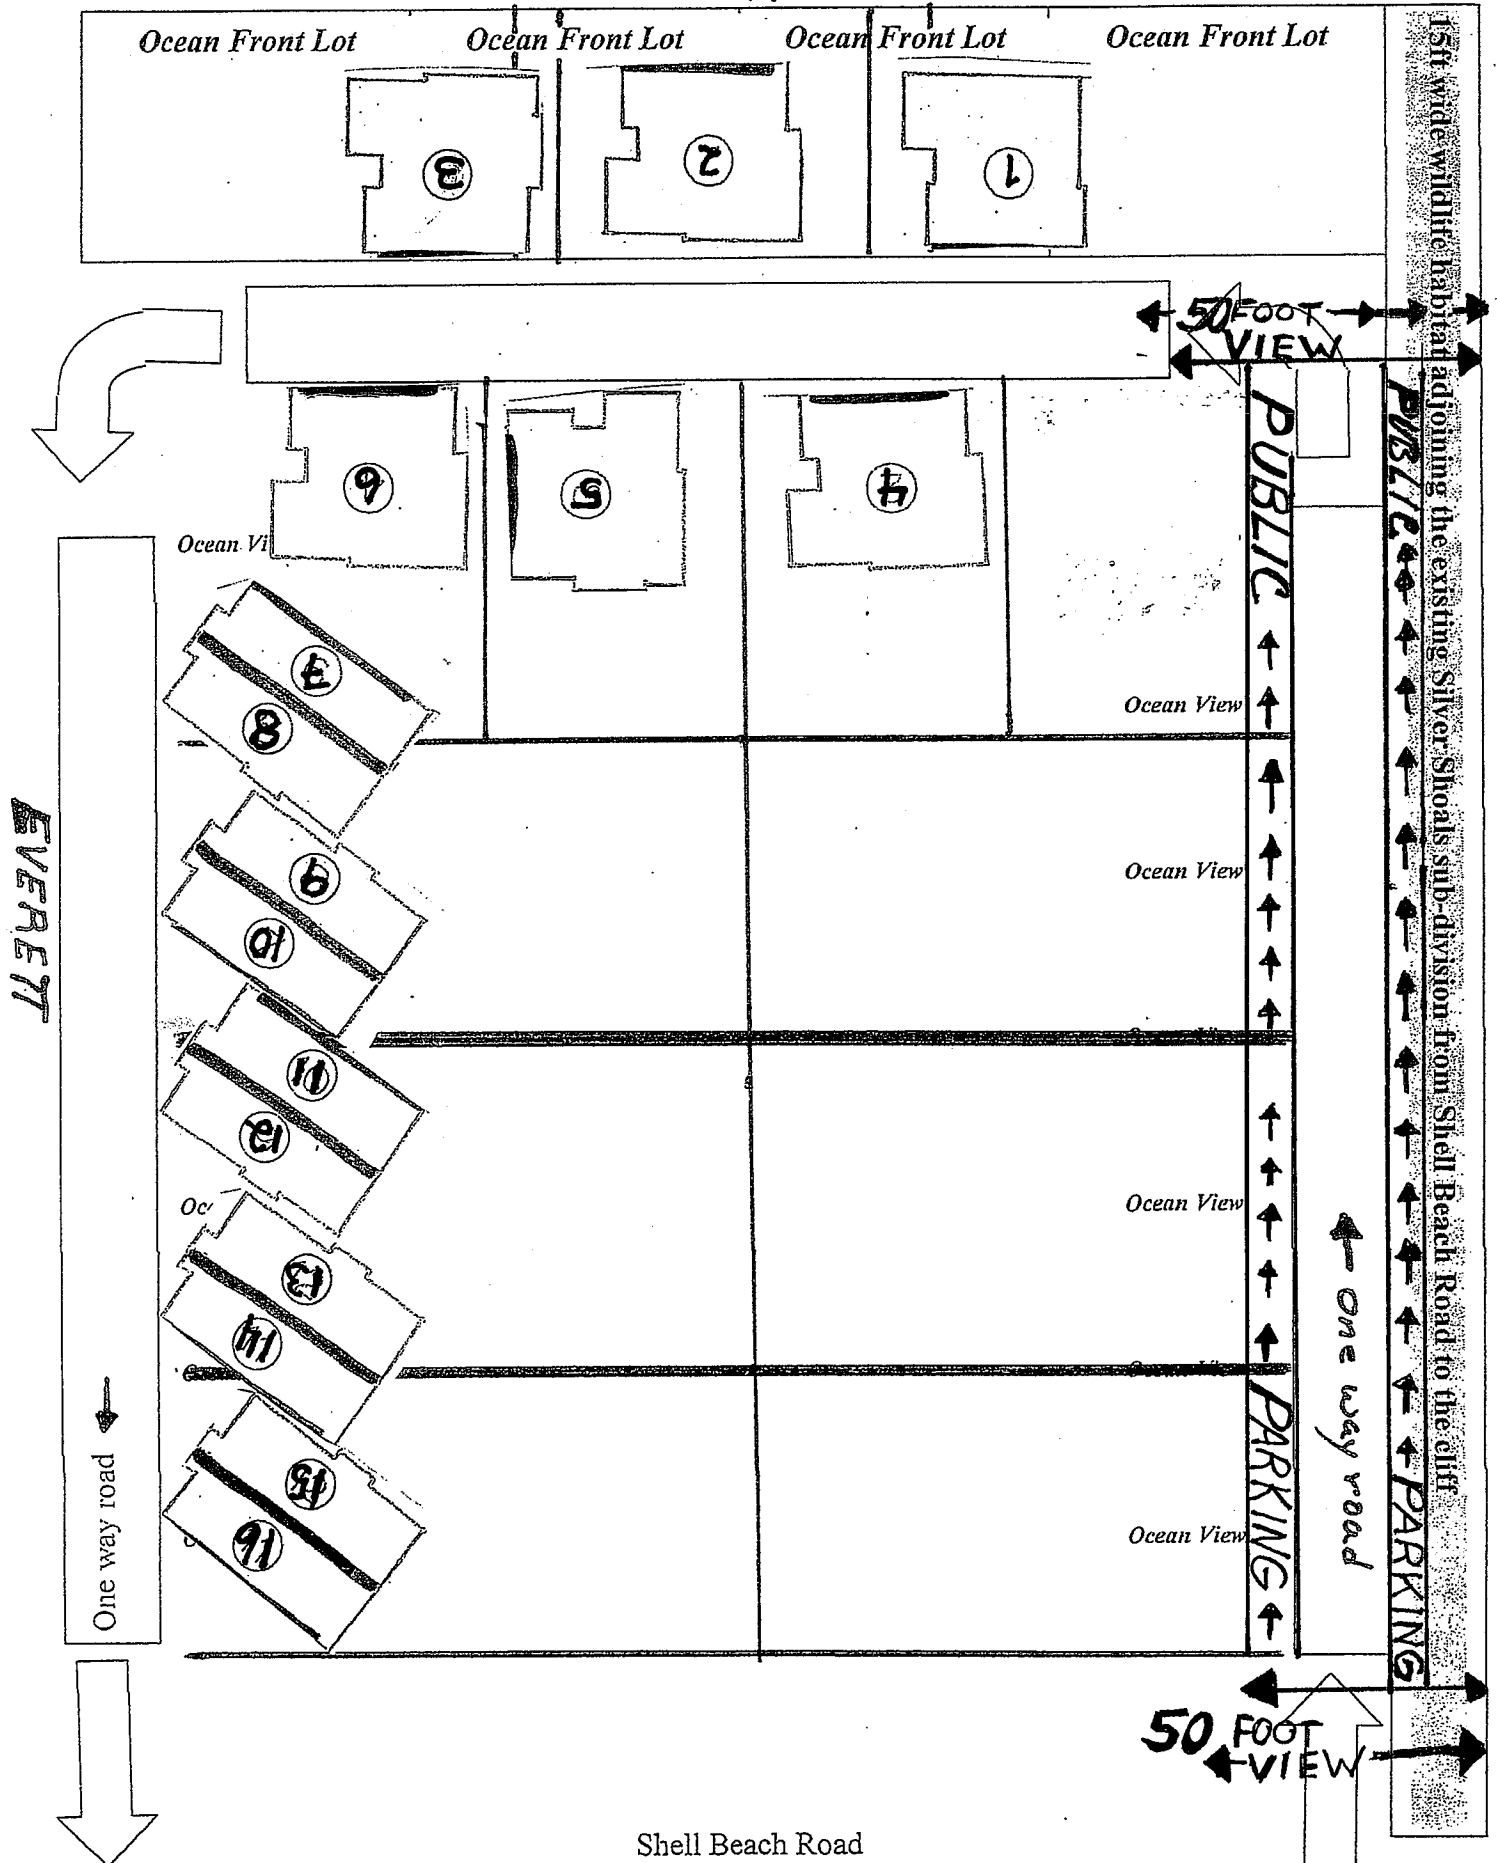 Ocean Front Lot
Ocean Front Lot
Ocean Front Lot
Ocean Front Lot
3
2
1
50 FOOT
VIEW
6
5
4
Ocean Vi
7
8
9
10
11
12
Oc
13
14
15
16
PUBLIC
PARKING
PUBLIC
PARKING
Ocean View
Ocean View
Ocean View
Ocean View
one way road
15ft wide wildlife habitat adjoining the existing Silver Shoals sub-division from Shell Beach Road to the cliff
EVERETT
One way road
50 FOOT
VIEW
Shell Beach Road